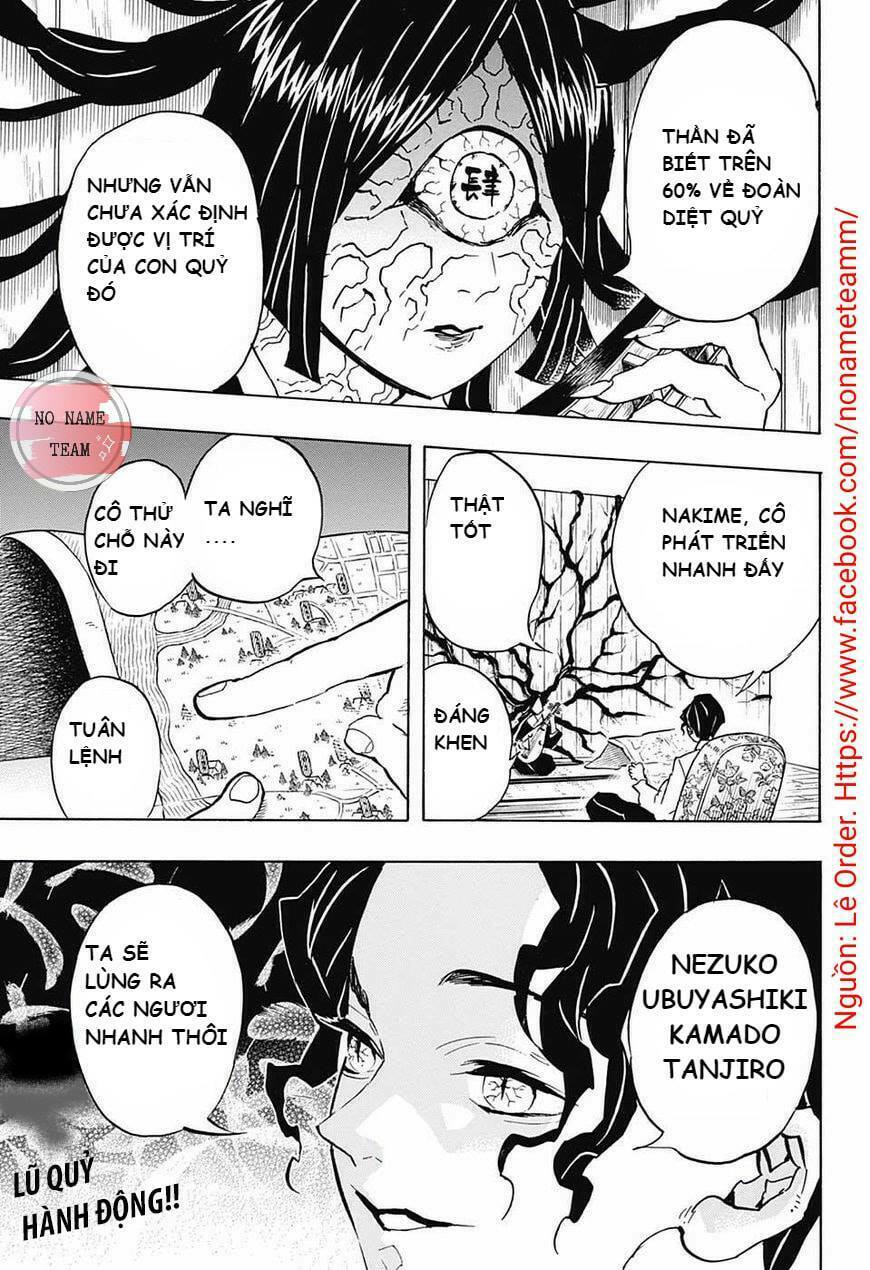 THẦN ĐÃ
BIẾT TRÊN
60% VỀ ĐOÀN
DIỆT QUỶ
肆
NHƯNG VẪN
CHƯA XÁC ĐỊNH
ĐƯỢC VỊ TRÍ
CỦA CON QUỶ
ĐÓ
NO NAME
TEAM
NAKIME, CÔ
PHÁT TRIỂN
NHANH ĐẤY
THẬT
TỐT
ĐÁNG
KHEN
TA NGHĨ
....
CÔ THỬ
CHỖ NÀY
ĐI
TUÂN
LỆNH
NEZUKO
UBUYASHIKI
KAMADO
TANJIRO
TA SẼ
LÙNG RA
CÁC NGƯƠI
NHANH THÔI
LŨ QUỶ
HÀNH ĐỘNG!!
Nguồn: Lê Order. Https://www.facebook.com/nonameteamm/